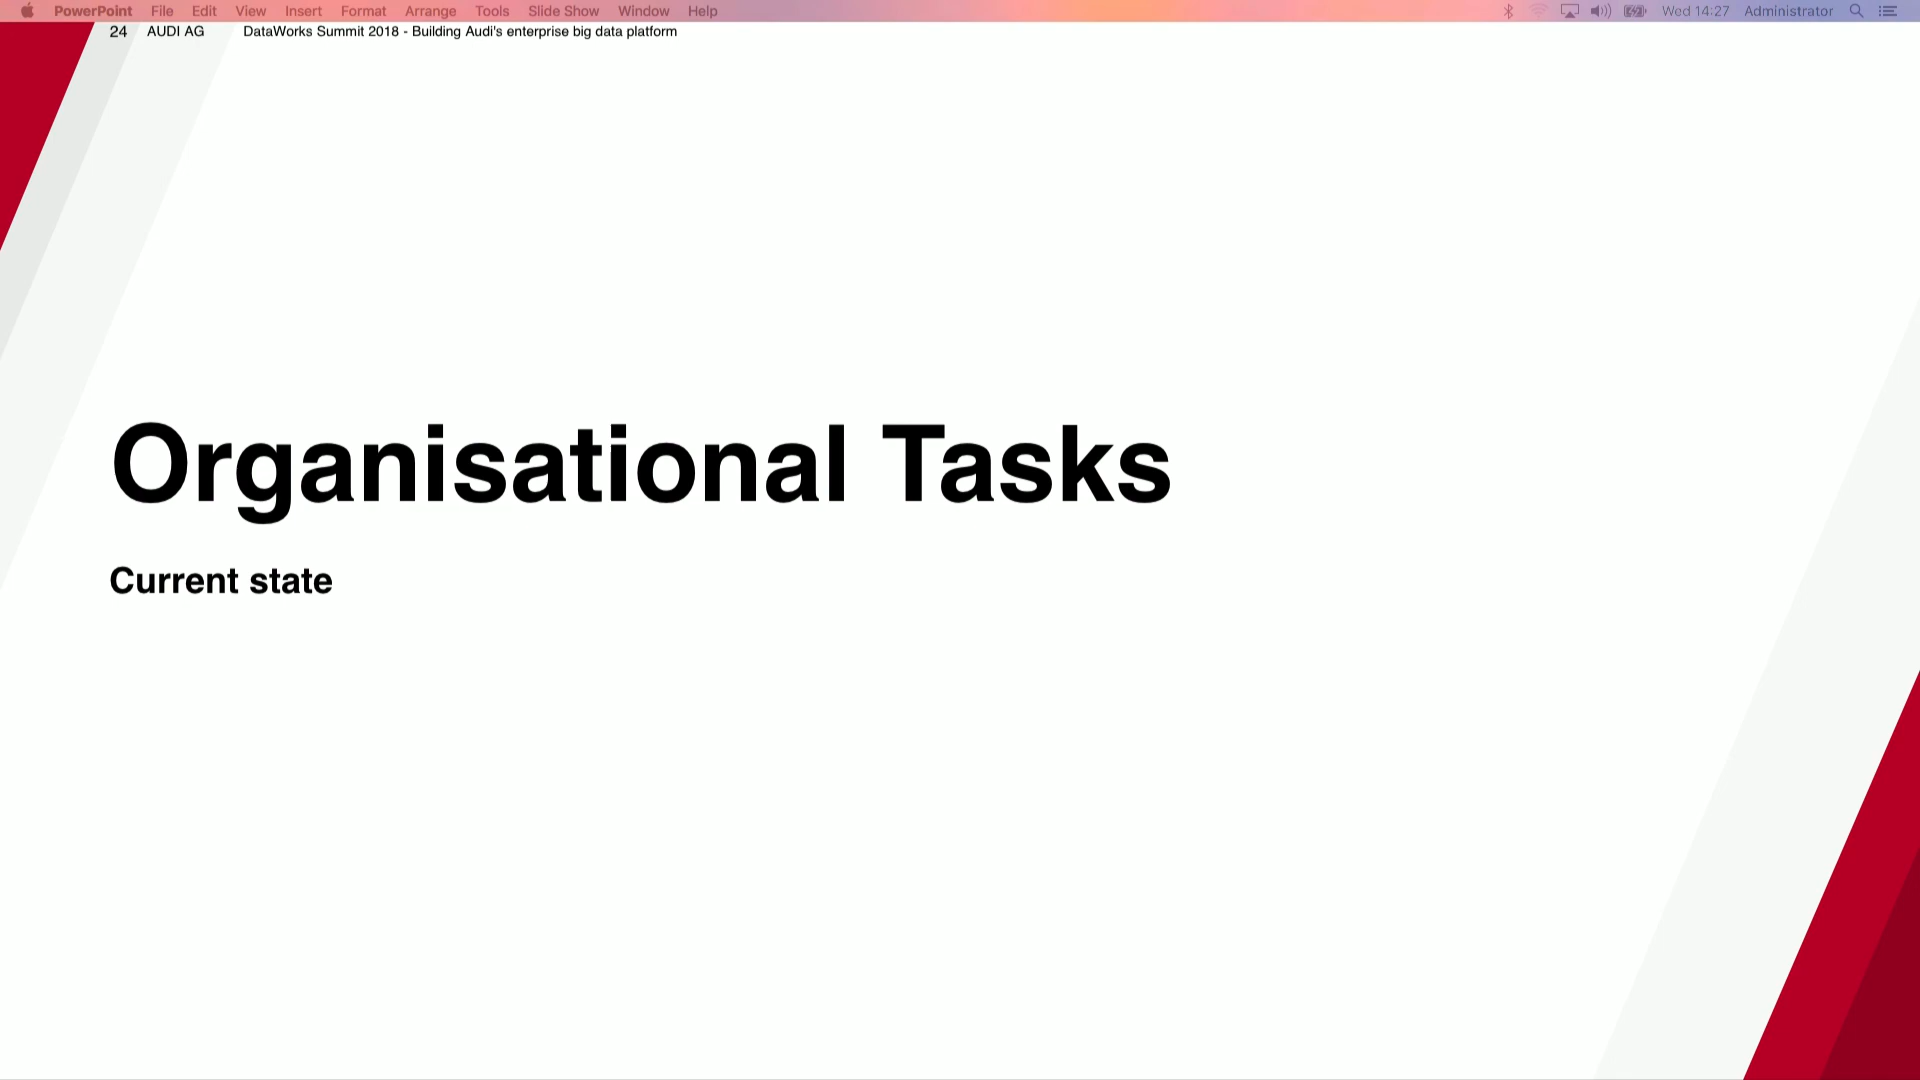 PowerPoint File Edit View Insert Format Arrange Tools Slide Show Window Help Wed 14:27 Administrator
24 AUDI AG DataWorks Summit 2018 - Building Audi's enterprise big data platform
Organisational Tasks
Current state